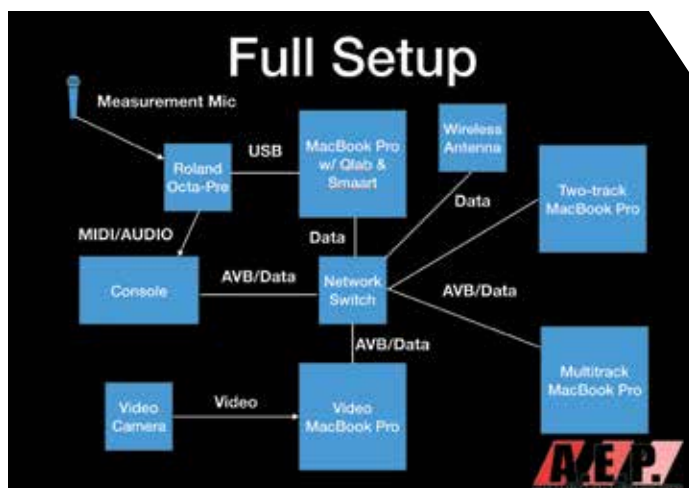 Full Setup
Measurement Mic
Roland
Octa-Pre
USB
MacBook Pro
w/ Qlab &
Smaart
Wireless
Antenna
Data
Two-track
MacBook Pro
MIDI/AUDIO
Data
Console
AVB/Data
Network
Switch
AVB/Data
AVB/Data
Video
Camera
Video
Video
MacBook Pro
Multitrack
MacBook Pro
A.E.P.